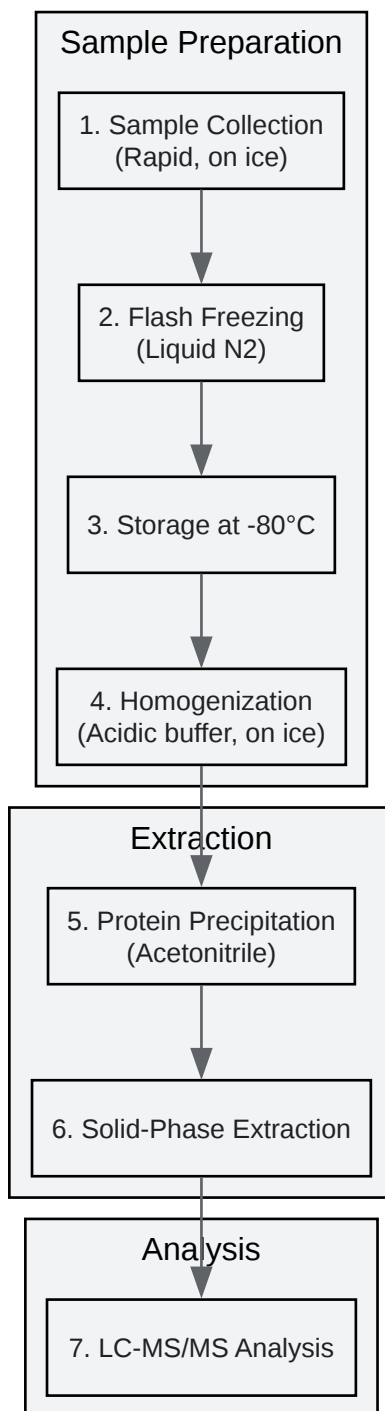 Sample Preparation
1. Sample Collection
(Rapid, on ice)
2. Flash Freezing
(Liquid N2)
3. Storage at -80°C
4. Homogenization
(Acidic buffer, on ice)
Extraction
5. Protein Precipitation
(Acetonitrile)
6. Solid-Phase Extraction
Analysis
7. LC-MS/MS Analysis